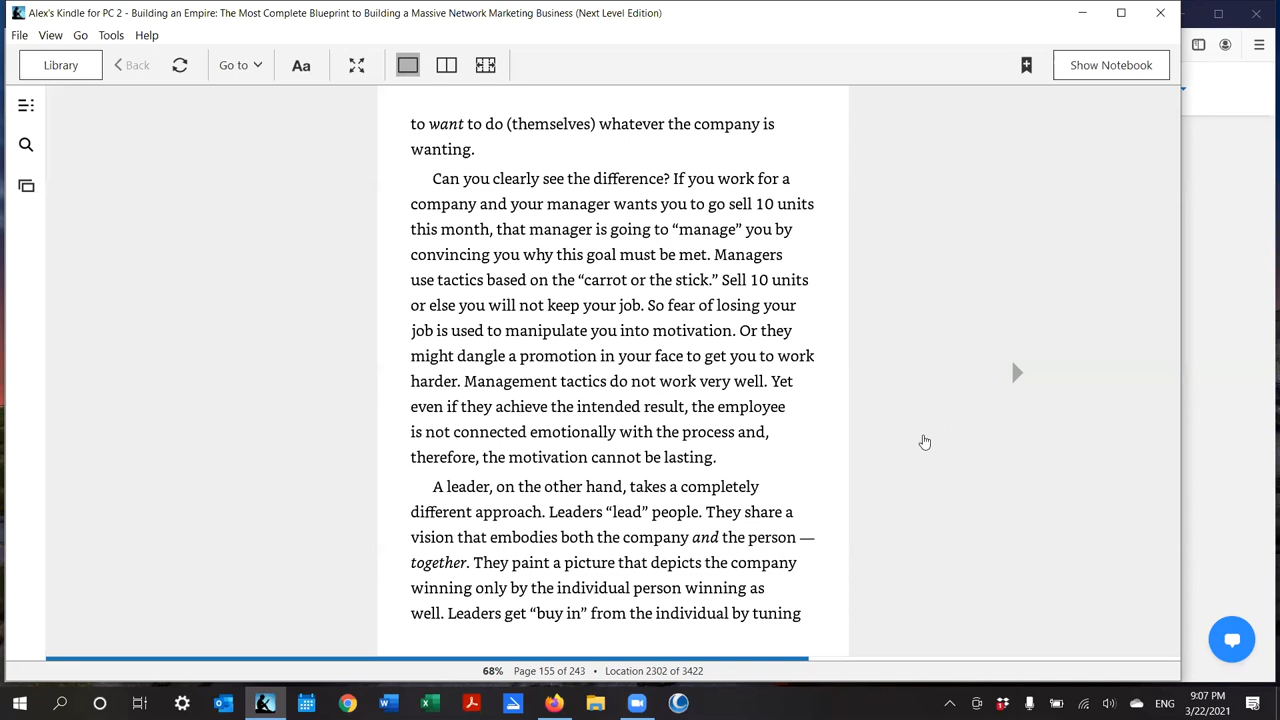 Alex's Kindle for PC 2 - Building an Empire: The Most Complete Blueprint to Building a Massive Network Marketing Business (Next Level Edition)
File View Go Tools Help
Library Back Go to Aa Show Notebook
to want to do (themselves) whatever the company is
wanting.
Can you clearly see the difference? If you work for a
company and your manager wants you to go sell 10 units
this month, that manager is going to “manage” you by
convincing you why this goal must be met. Managers
use tactics based on the “carrot or the stick.” Sell 10 units
or else you will not keep your job. So fear of losing your
job is used to manipulate you into motivation. Or they
might dangle a promotion in your face to get you to work
harder. Management tactics do not work very well. Yet
even if they achieve the intended result, the employee
is not connected emotionally with the process and,
therefore, the motivation cannot be lasting.
A leader, on the other hand, takes a completely
different approach. Leaders “lead” people. They share a
vision that embodies both the company and the person —
together. They paint a picture that depicts the company
winning only by the individual person winning as
well. Leaders get “buy in” from the individual by tuning
68% Page 155 of 243 • Location 2302 of 3422
ENG
9:07 PM
3/22/2021